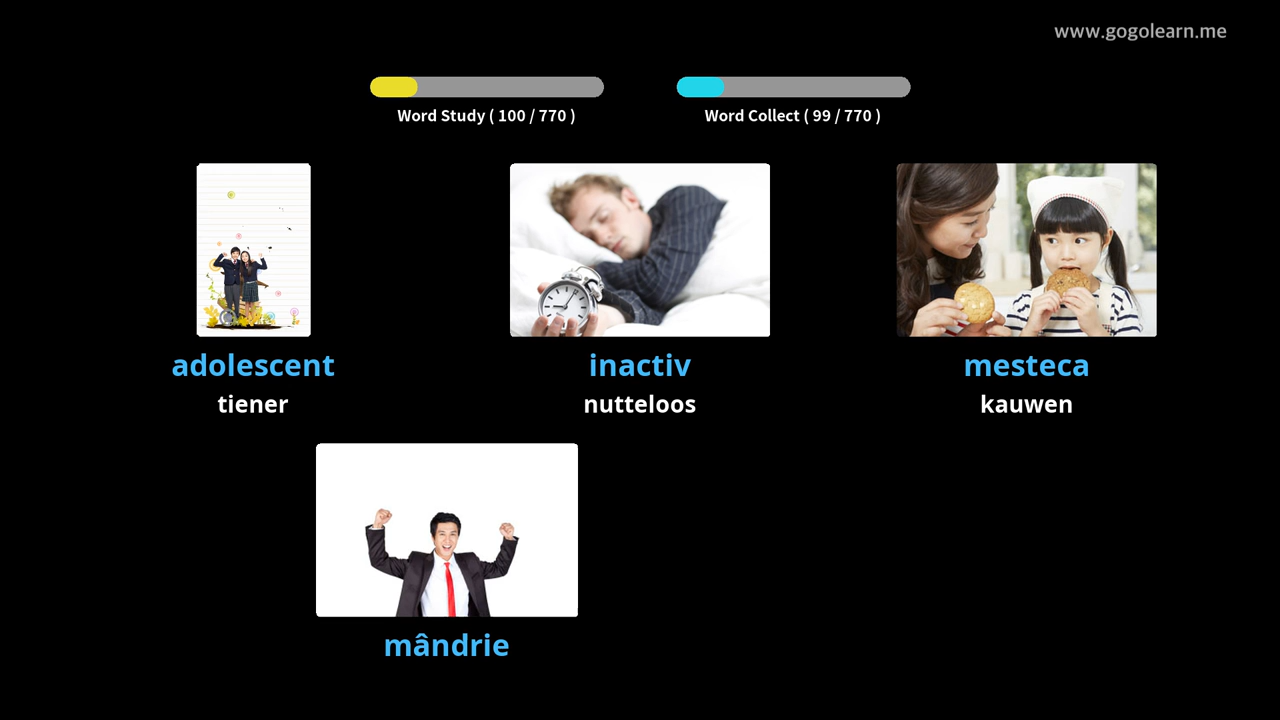 www.gogolearn.me
Word Study ( 100 / 770 )
Word Collect ( 99 / 770 )
adolescent
tiener
inactiv
nutteloos
mesteca
kauwen
mândrie